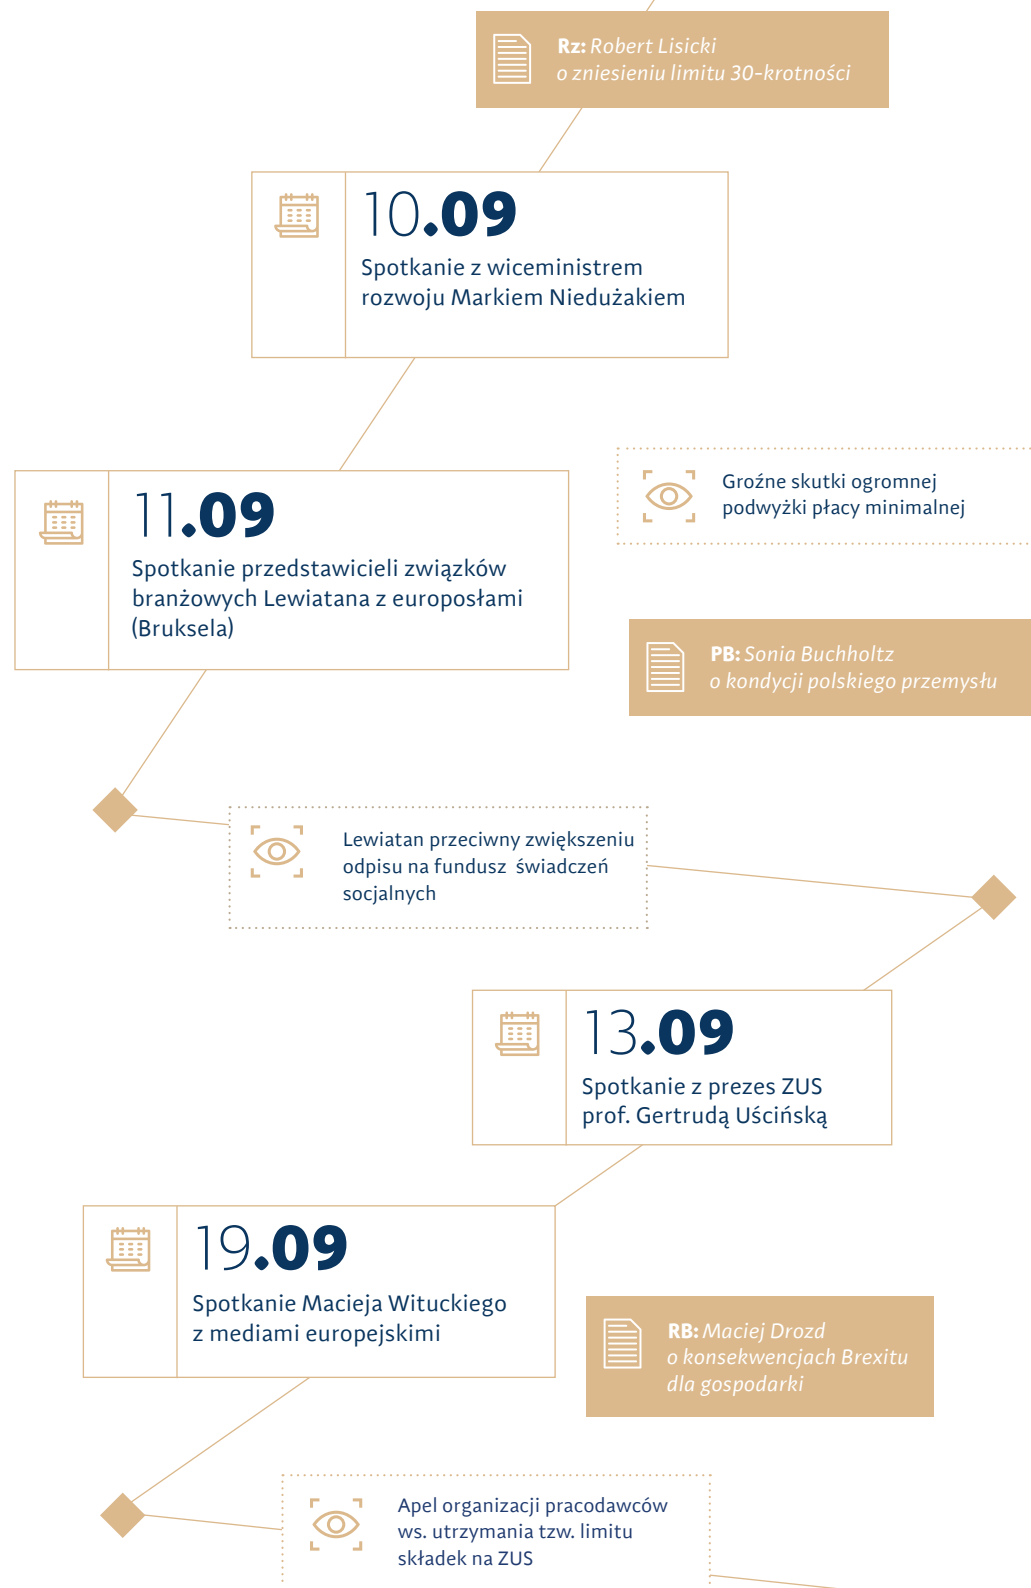 Rz: Robert Lisicki
o zniesieniu limitu 30-krotności
10.09
Spotkanie z wiceministrem
rozwoju Markiem Niedużakiem
11.09
Spotkanie przedstawicieli związków
branżowych Lewiatana z europosłami
(Bruksela)
Groźne skutki ogromnej
podwyżki płacy minimalnej
PB: Sonia Buchholtz
o kondycji polskiego przemysłu
Lewiatan przeciwny zwiększeniu
odpisu na fundusz świadczeń
socjalnych
13.09
Spotkanie z prezes ZUS
prof. Gertrudą Uścińską
19.09
Spotkanie Macieja Wituckiego
z mediami europejskimi
RB: Maciej Drozd
o konsekwencjach Brexitu
dla gospodarki
Apel organizacji pracodawców
ws. utrzymania tzw. limitu
składek na ZUS